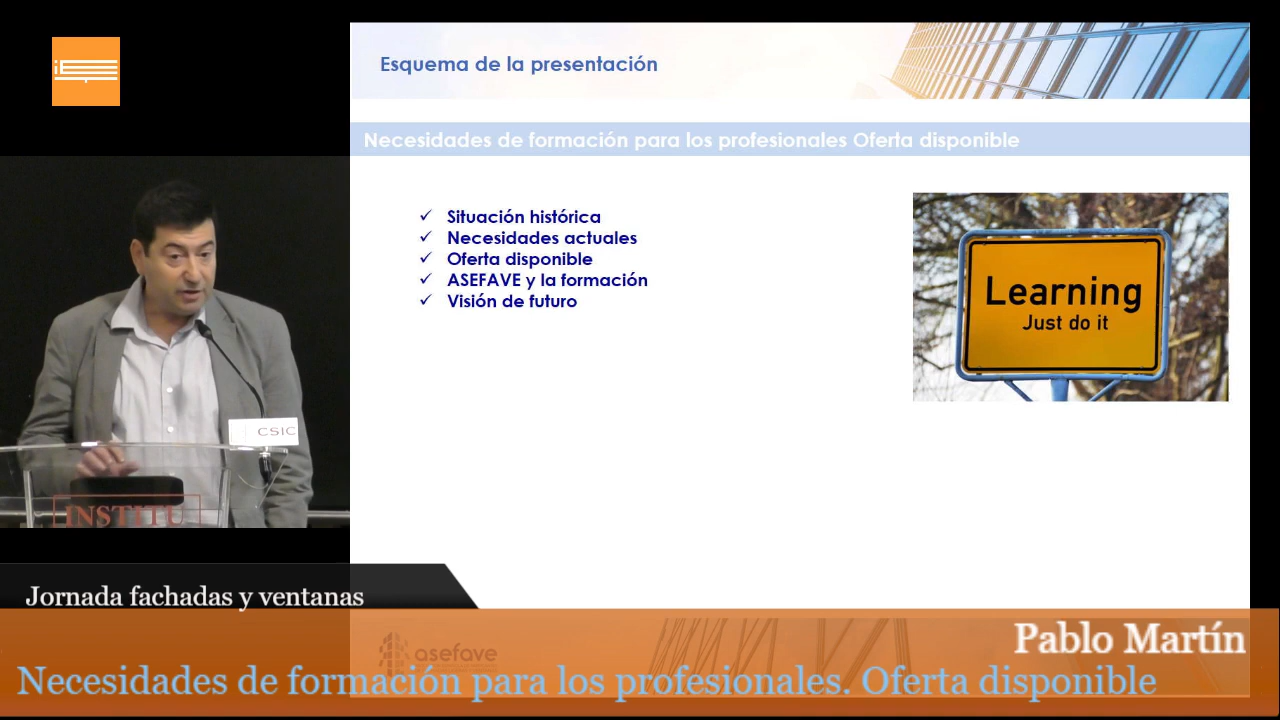 Esquema de la presentación
Necesidades de formación para los profesionales Oferta disponible
Situación histórica
Necesidades actuales
Oferta disponible
ASEFAVE y la formación
Visión de futuro
Learning
Just do it
CSIC
INSTITU
Jornada fachadas y ventanas
Pablo Martín
asefave
Necesidades de formación para los profesionales. Oferta disponible